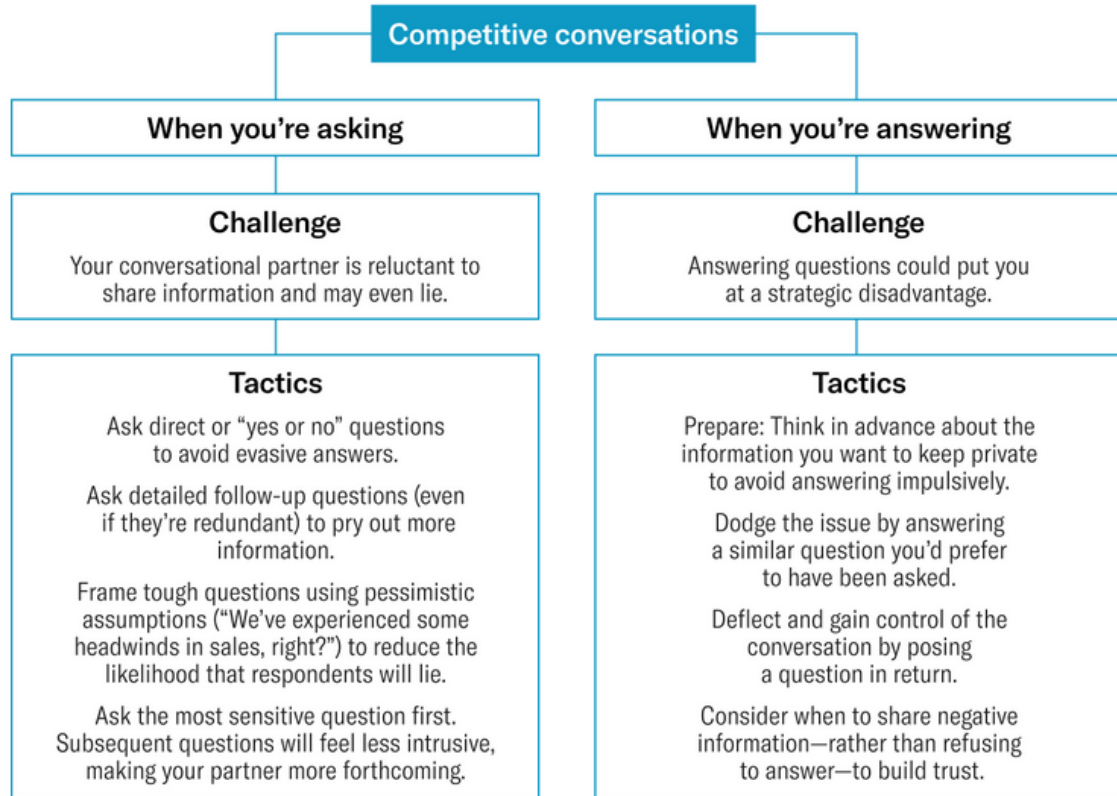 Competitive conversations
When you’re asking
Challenge
Your conversational partner is reluctant to
share information and may even lie.
Tactics
Ask direct or “yes or no” questions
to avoid evasive answers.
Ask detailed follow-up questions (even
if they’re redundant) to pry out more
information.
Frame tough questions using pessimistic
assumptions (“We’ve experienced some
headwinds in sales, right?”) to reduce the
likelihood that respondents will lie.
Ask the most sensitive question first.
Subsequent questions will feel less intrusive,
making your partner more forthcoming.
When you’re answering
Challenge
Answering questions could put you
at a strategic disadvantage.
Tactics
Prepare: Think in advance about the
information you want to keep private
to avoid answering impulsively.
Dodge the issue by answering
a similar question you’d prefer
to have been asked.
Deflect and gain control of the
conversation by posing
a question in return.
Consider when to share negative
information—rather than refusing
to answer—to build trust.